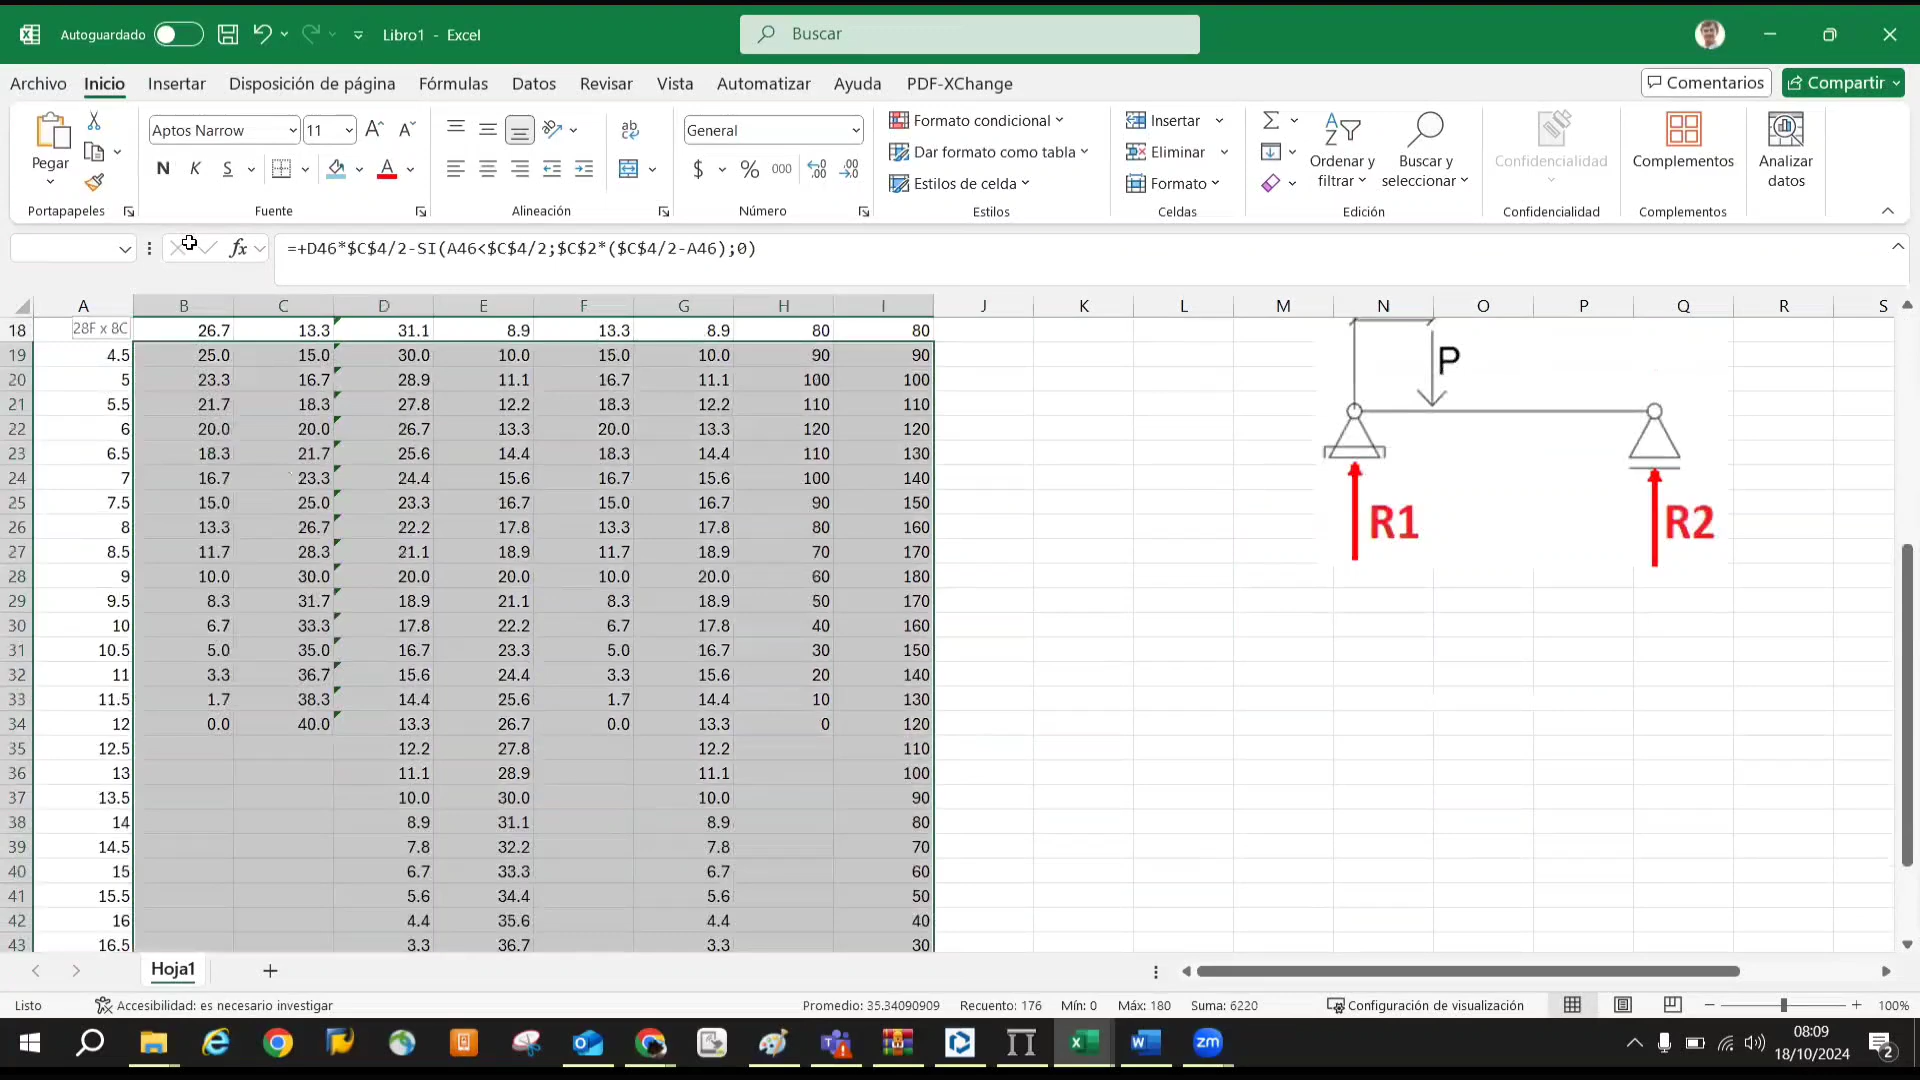 Autoguardado Libro1 - Excel Buscar
Archivo Inicio Insertar Disposición de página Fórmulas Datos Revisar Vista Automatizar Ayuda PDF-XChange Comentarios Compartir
Pegar Aptos Narrow 11 General Formato condicional Insertar
N K S $ % 000 Dar formato como tabla Eliminar Ordenar y filtrar Buscar y seleccionar Confidencialidad Complementos Analizar datos
Estilos de celda Formato
Portapapeles Fuente Alineación Número Estilos Celdas Edición Confidencialidad Complementos
fx =+D46*$C$4/2-SI(A46<$C$4/2;$C$2*($C$4/2-A46);0)
A B C D E F G H I J K L M N O P Q R S
18 28F x 8C 26.7 13.3 31.1 8.9 13.3 8.9 80 80
19 4.5 25.0 15.0 30.0 10.0 15.0 10.0 90 90
20 5 23.3 16.7 28.9 11.1 16.7 11.1 100 100
21 5.5 21.7 18.3 27.8 12.2 18.3 12.2 110 110
22 6 20.0 20.0 26.7 13.3 20.0 13.3 120 120
23 6.5 18.3 21.7 25.6 14.4 18.3 14.4 110 130
24 7 16.7 23.3 24.4 15.6 16.7 15.6 100 140
25 7.5 15.0 25.0 23.3 16.7 15.0 16.7 90 150
26 8 13.3 26.7 22.2 17.8 13.3 17.8 80 160
27 8.5 11.7 28.3 21.1 18.9 11.7 18.9 70 170
28 9 10.0 30.0 20.0 20.0 10.0 20.0 60 180
29 9.5 8.3 31.7 18.9 21.1 8.3 18.9 50 170
30 10 6.7 33.3 17.8 22.2 6.7 17.8 40 160
31 10.5 5.0 35.0 16.7 23.3 5.0 16.7 30 150
32 11 3.3 36.7 15.6 24.4 3.3 15.6 20 140
33 11.5 1.7 38.3 14.4 25.6 1.7 14.4 10 130
34 12 0.0 40.0 13.3 26.7 0.0 13.3 0 120
35 12.5 12.2 27.8 12.2 110
36 13 11.1 28.9 11.1 100
37 13.5 10.0 30.0 10.0 90
38 14 8.9 31.1 8.9 80
39 14.5 7.8 32.2 7.8 70
40 15 6.7 33.3 6.7 60
41 15.5 5.6 34.4 5.6 50
42 16 4.4 35.6 4.4 40
43 16.5 3.3 36.7 3.3 30
P
R1 R2
Hoja1
Listo Accesibilidad: es necesario investigar Promedio: 35.34090909 Recuento: 176 Mín: 0 Máx: 180 Suma: 6220 Configuración de visualización 100%
zm 08:09
18/10/2024 2